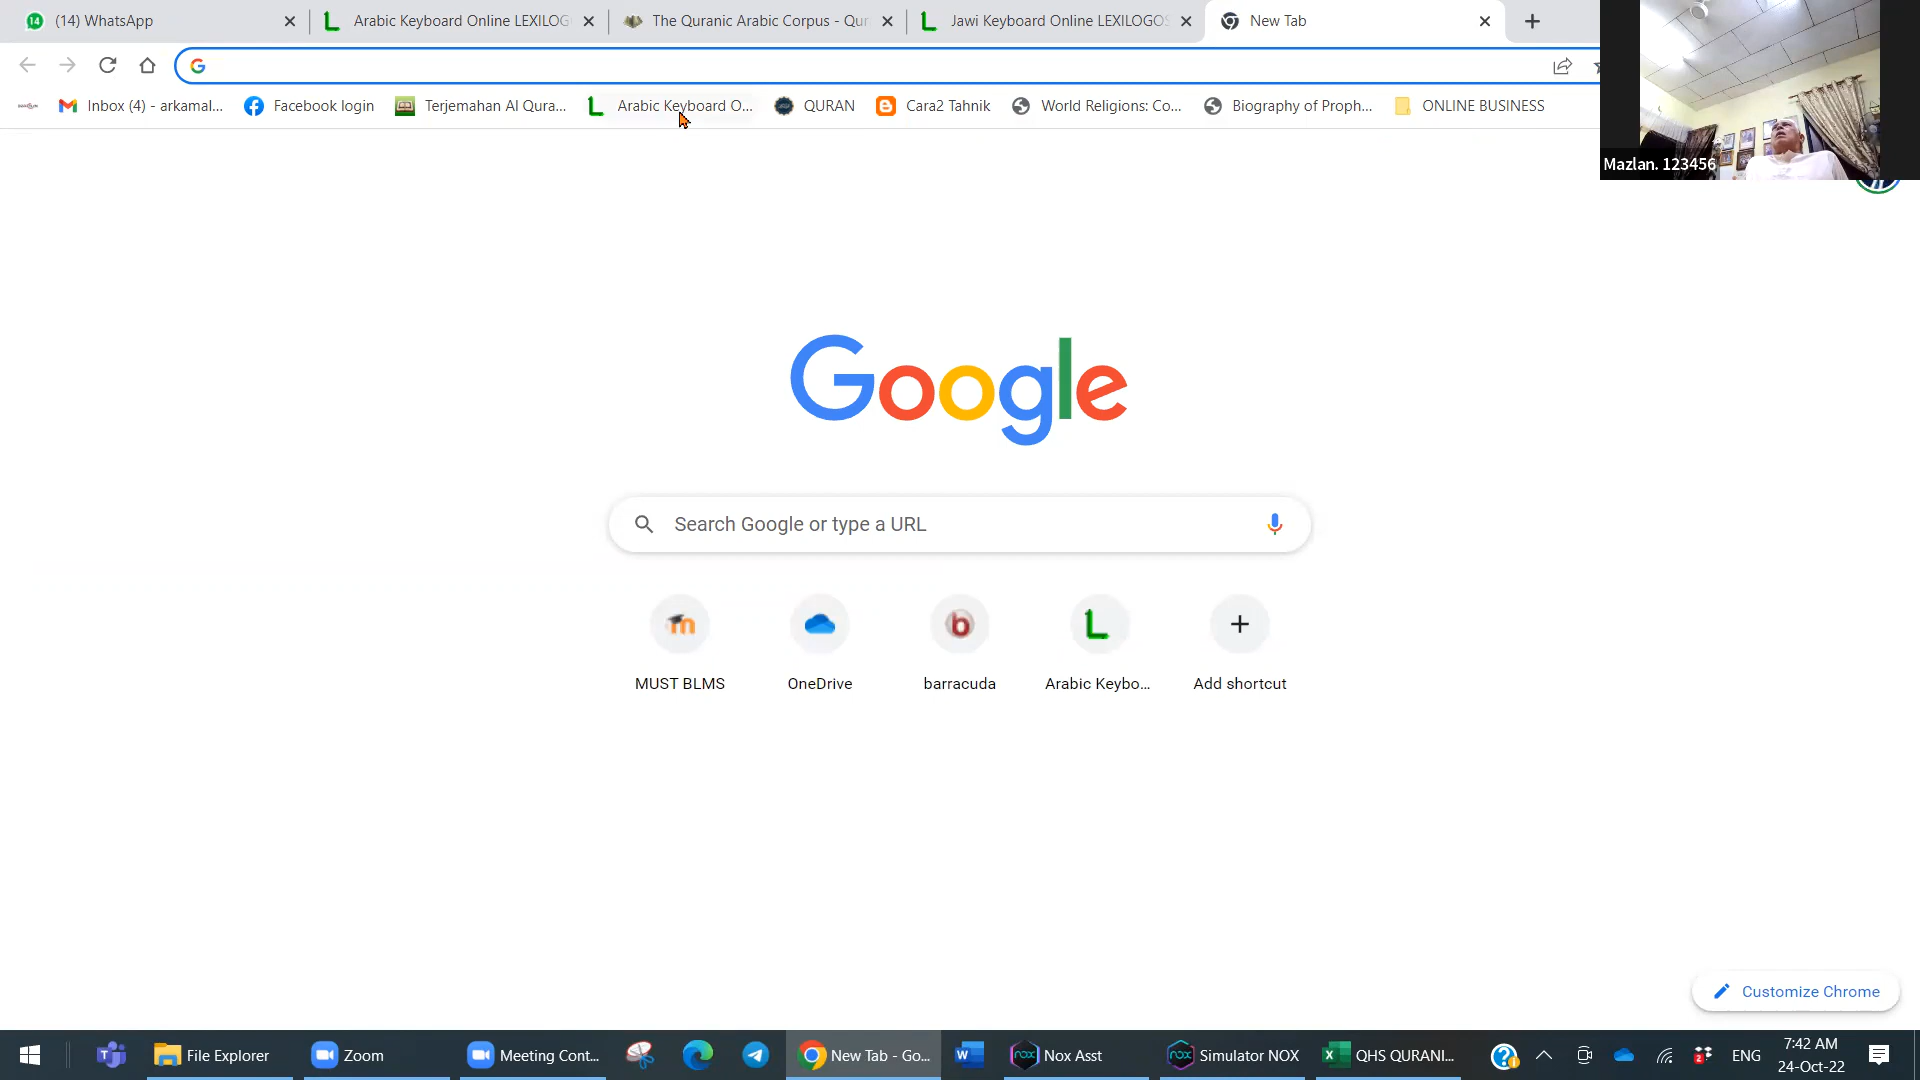 14 (14) WhatsApp
Arabic Keyboard Online LEXILOG
The Quranic Arabic Corpus - Qur
Jawi Keyboard Online LEXILOGOS
New Tab
Inbox (4) - arkamal...
Facebook login
Terjemahan Al Qura...
Arabic Keyboard O...
QURAN
Cara2 Tahnik
World Religions: Co...
Biography of Proph...
ONLINE BUSINESS
Mazlan. 123456
Google
Search Google or type a URL
MUST BLMS
OneDrive
barracuda
Arabic Keybo...
Add shortcut
Customize Chrome
File Explorer
Zoom
Meeting Cont...
New Tab - Go...
Nox Asst
Simulator NOX
QHS QURANI...
2
ENG
7:42 AM
24-Oct-22